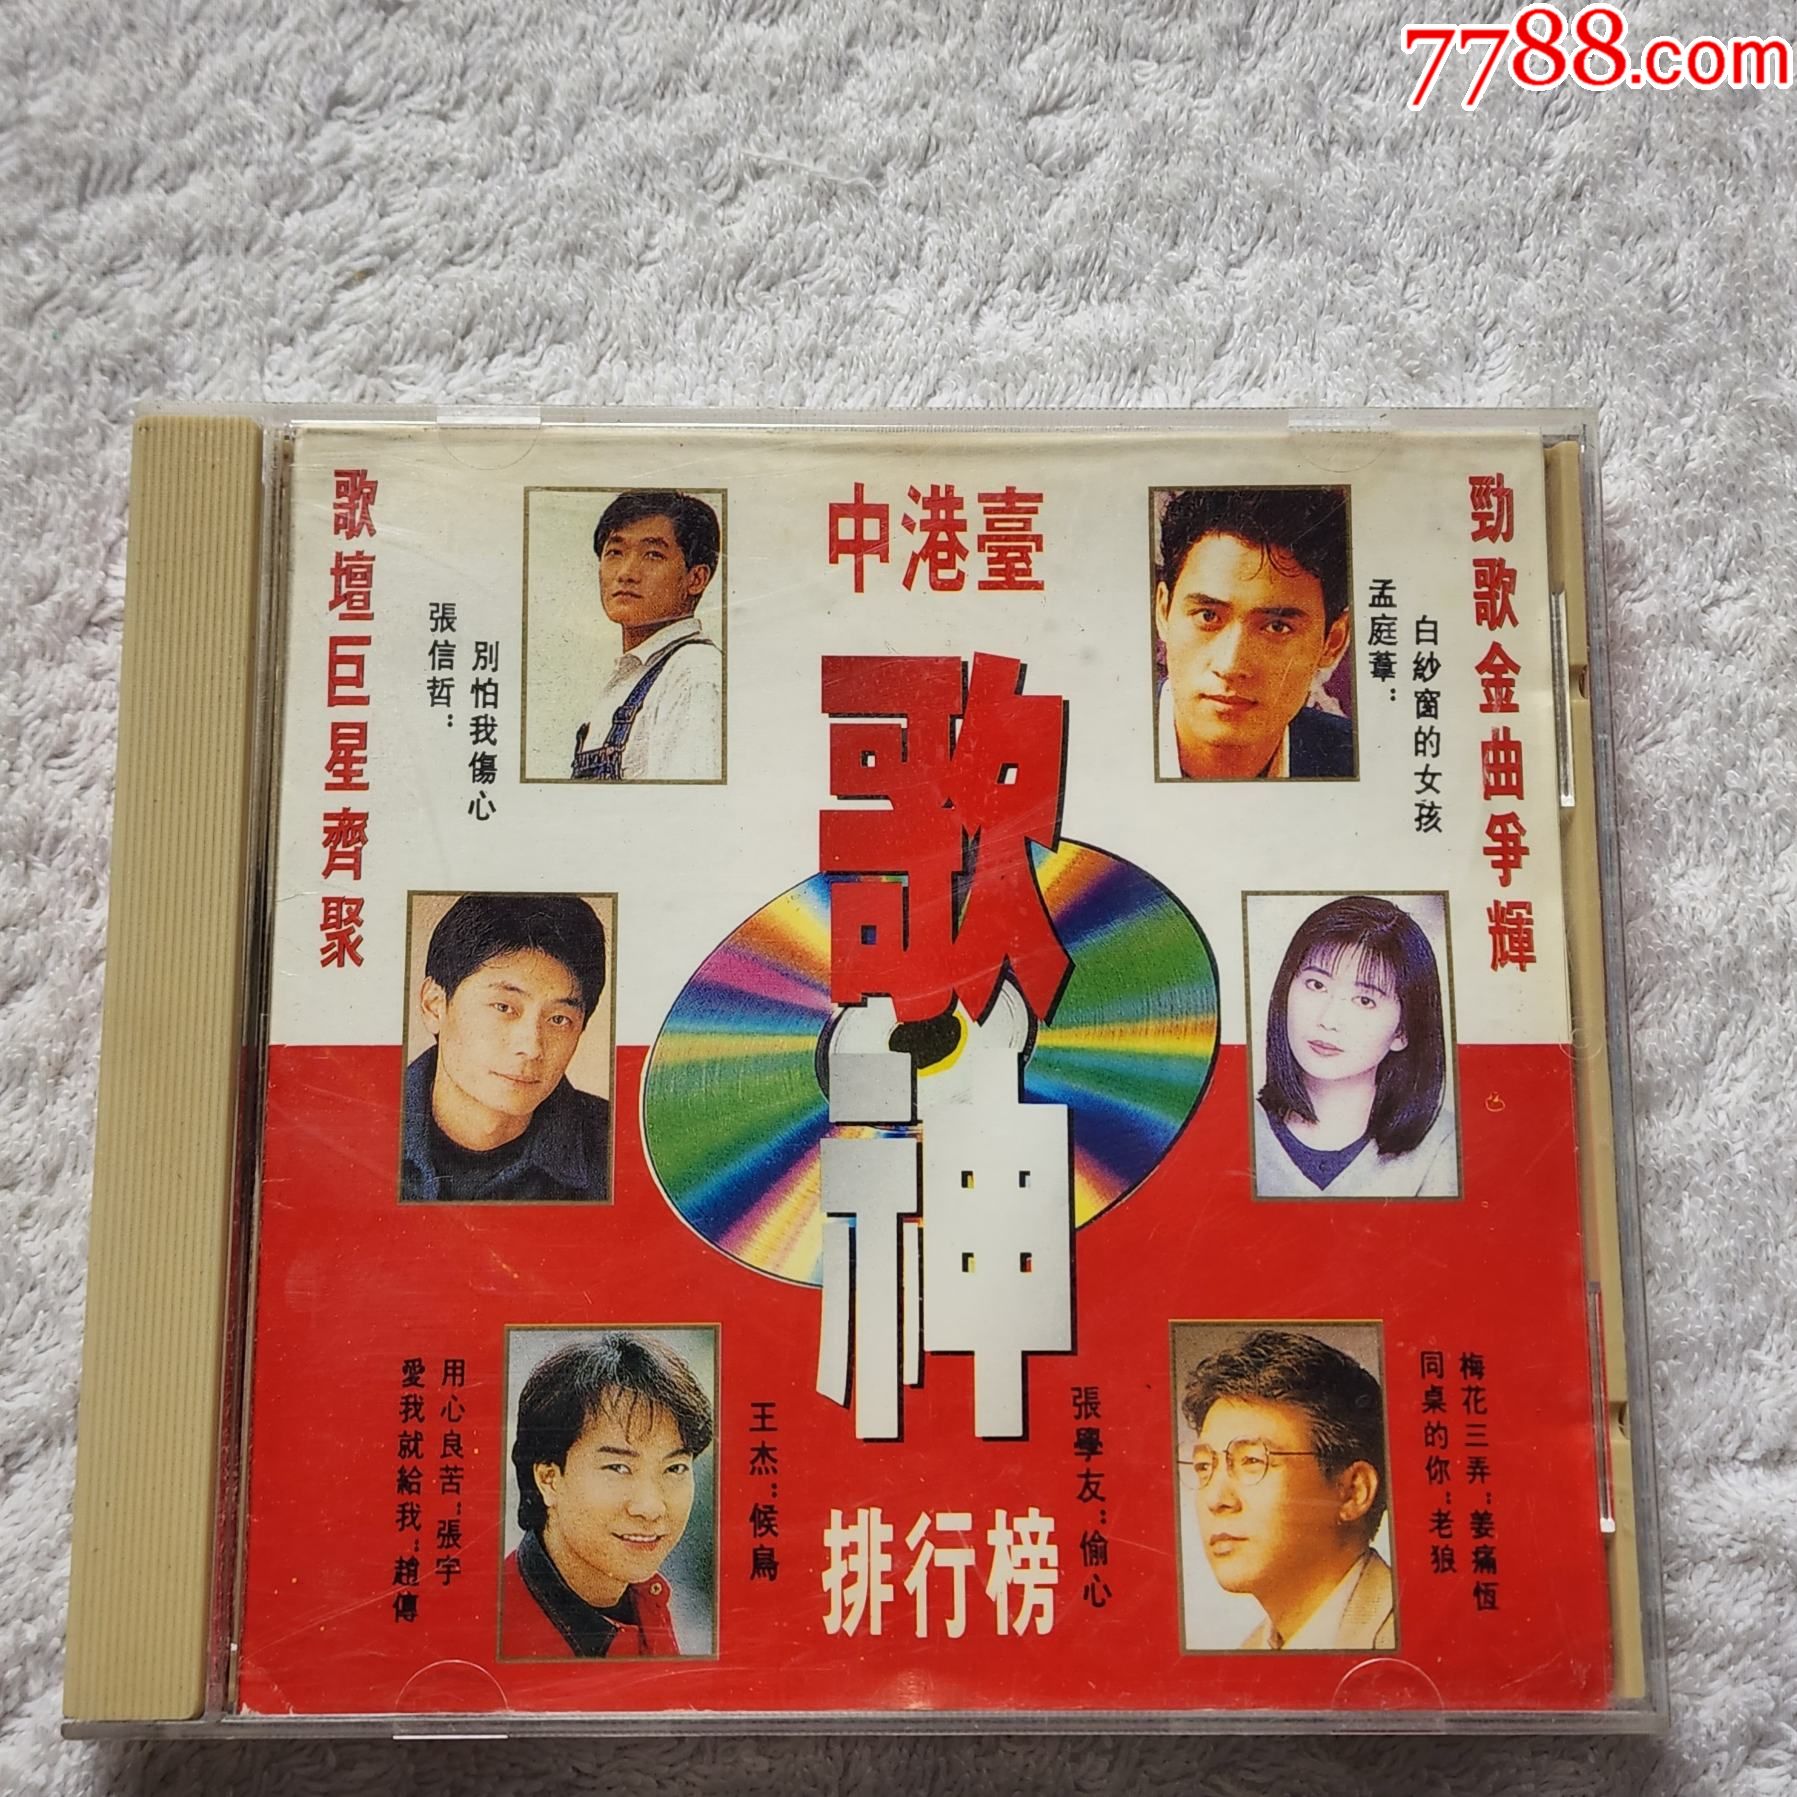 7788.com
中港臺
歌神
排行榜
歌壇巨星齊聚
勁歌金曲爭輝
張信哲：
別怕我傷心
孟庭葦：
白紗窗的女孩
用心良苦：張宇
愛我就給我：趙傳
王杰：候鳥
張學友：偷心
梅花三弄：姜痛恆
同桌的你：老狼